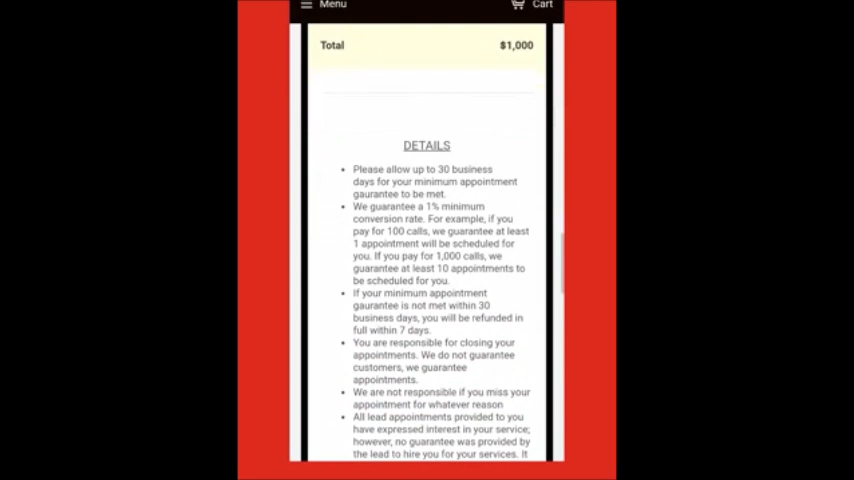 Menu Cart
Total $1,000
DETAILS
• Please allow up to 30 business
days for your minimum appointment
gaurantee to be met.
• We guarantee a 1% minimum
conversion rate. For example, if you
pay for 100 calls, we guarantee at least
1 appointment will be scheduled for
you. If you pay for 1,000 calls, we
guarantee at least 10 appointments to
be scheduled for you.
• If your minimum appointment
gaurantee is not met within 30
business days, you will be refunded in
full within 7 days.
• You are responsible for closing your
appointments. We do not guarantee
customers, we guarantee
appointments.
• We are not responsible if you miss your
appointment for whatever reason
• All lead appointments provided to you
have expressed interest in your service;
however, no guarantee was provided by
the lead to hire you for your services. It